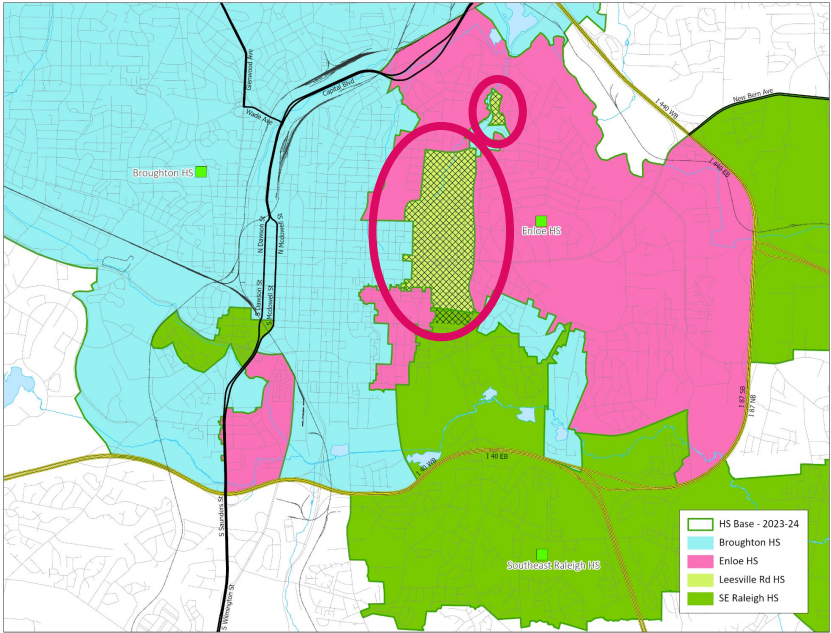 Glenwood Ave
Capital Blvd
Wade Ave
I 440 WB
New Bern Ave
I 440 EB
Broughton HS
N Dawson St
N Mcdowell St
Enloe HS
S Dawson St
S Mcdowell St
I 87 SB
I 87 NB
I 40 WB
I 40 EB
S Saunders St
Southeast Raleigh HS
S Wilmington St
HS Base - 2023-24
Broughton HS
Enloe HS
Leesville Rd HS
SE Raleigh HS